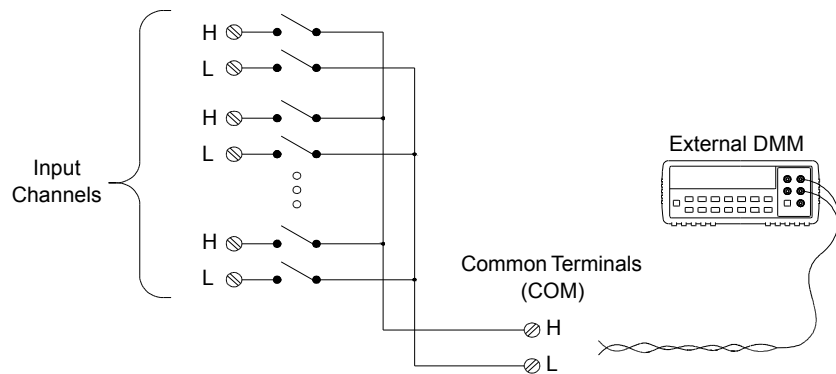 H
L
H
L
Input
Channels
H
L
External DMM
Common Terminals
(COM)
H
L